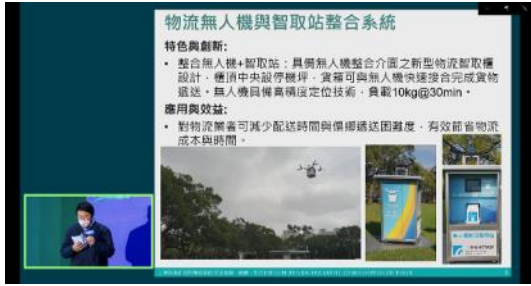 物流無人機與智取站整合系統
特色與創新:
• 整合無人機+智取站：具備無人機整合介面之新型物流智取櫃
設計，櫃頂中央設停機坪，貨箱可與無人機快速接合完成貨物
遞送。無人機具備高精度定位技術，負載10kg@30min。
應用與效益:
• 對物流業者可減少配送時間與偏鄉遞送困難度，有效節省物流
成本與時間。